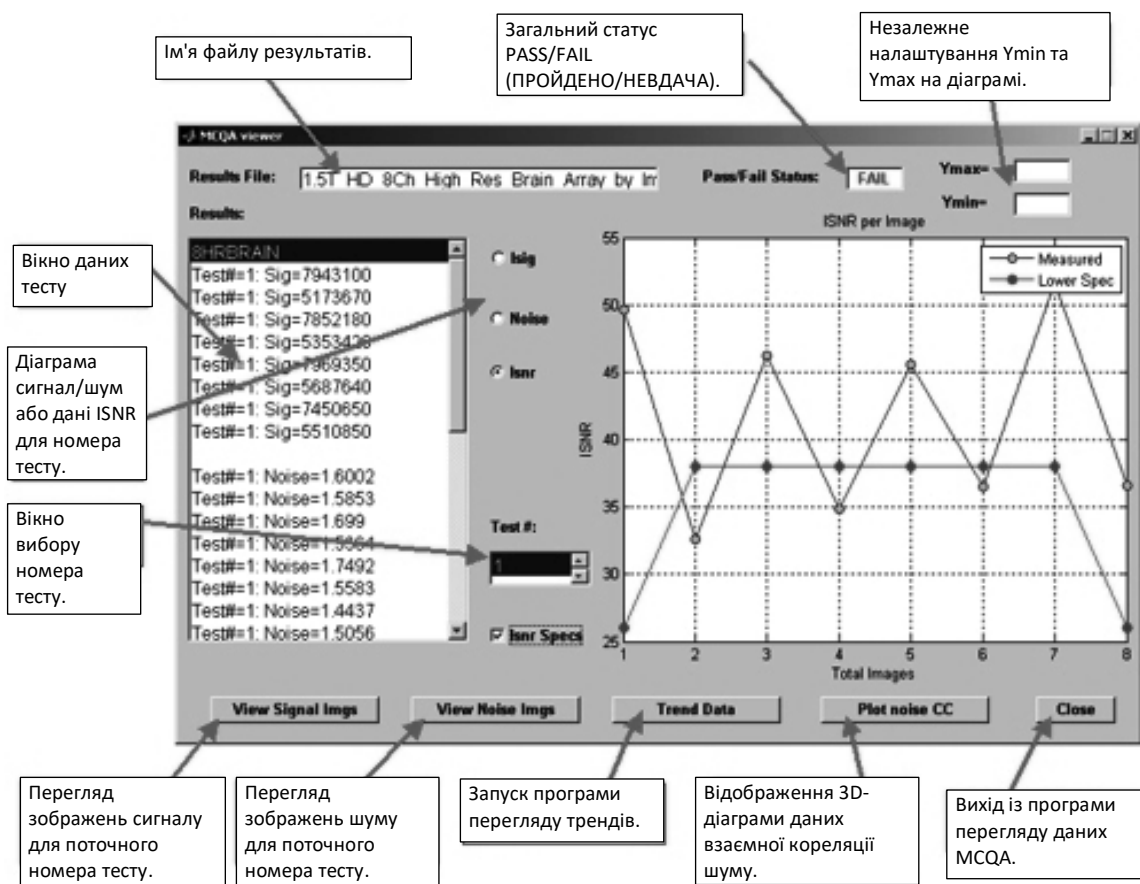 Ім'я файлу результатів.
Загальний статус
PASS/FAIL
(ПРОЙДЕНО/НЕВДАЧА).
Незалежне
налаштування Ymin та
Ymax на діаграмі.
MCQA viewer
Results File:
1.5T HD 8Ch High Res Brain Array by Im
Pass/Fail Status:
FAIL
Ymax=
Ymin=
Results:
8HRBRAIN
Test#=1: Sig=7943100
Test#=1: Sig=5173670
Test#=1: Sig=7852180
Test#=1:
Test#=1: Sig=7969350
Test#=1: Sig=5687640
Test#=1: Sig=7450650
Test#=1: Sig=5510850
Test#=1: Noise=1.6002
Test#=1: Noise=1.5853
Test#=1: Noise=1.699
Test#=1:
Test#=1: Noise=1.7492
Test#=1: Noise=1.5583
Test#=1: Noise=1.4437
Test#=1: Noise=1.5056
Isig
Noise
Isnr
Test #:
1
Isnr Specs
ISNR per Image
Measured
Lower Spec
55
50
45
40
35
30
25
ISNR
1 2 3 4 5 6 7 8
Total Images
View Signal Imgs
View Noise Imgs
Trend Data
Plot noise CC
Close
Вікно даних
тесту
Діаграма
сигнал/шум
або дані ISNR
для номера
тесту.
Вікно
вибору
номера
тесту.
Перегляд
зображень сигналу
для поточного
номера тесту.
Перегляд
зображень шуму
для поточного
номера тесту.
Запуск програми
перегляду трендів.
Відображення 3D-
діаграми даних
взаємної кореляції
шуму.
Вихід із програми
перегляду даних
MCQA.